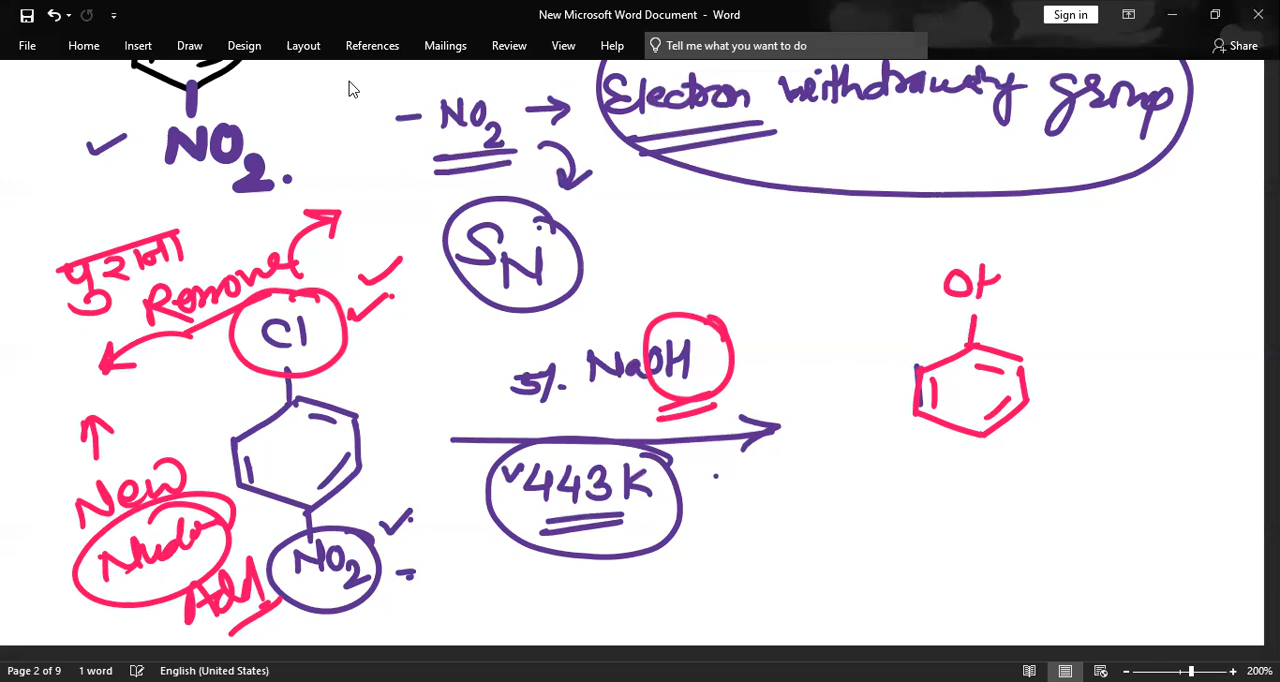 New Microsoft Word Document - Word
Sign in
File Home Insert Draw Design Layout References Mailings Review View Help Tell me what you want to do Share
NO2.
- NO2 → Electron withdrawing group
SN
पुराना
Remove
Cl
5%. NaOH
443K
OH
New
Add
NO2
Page 2 of 9 1 word English (United States) 200%